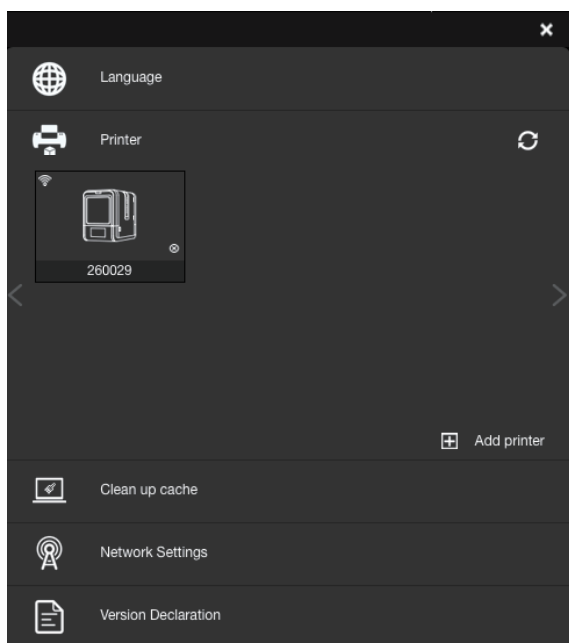 Language
Printer
260029
Add printer
Clean up cache
Network Settings
Version Declaration